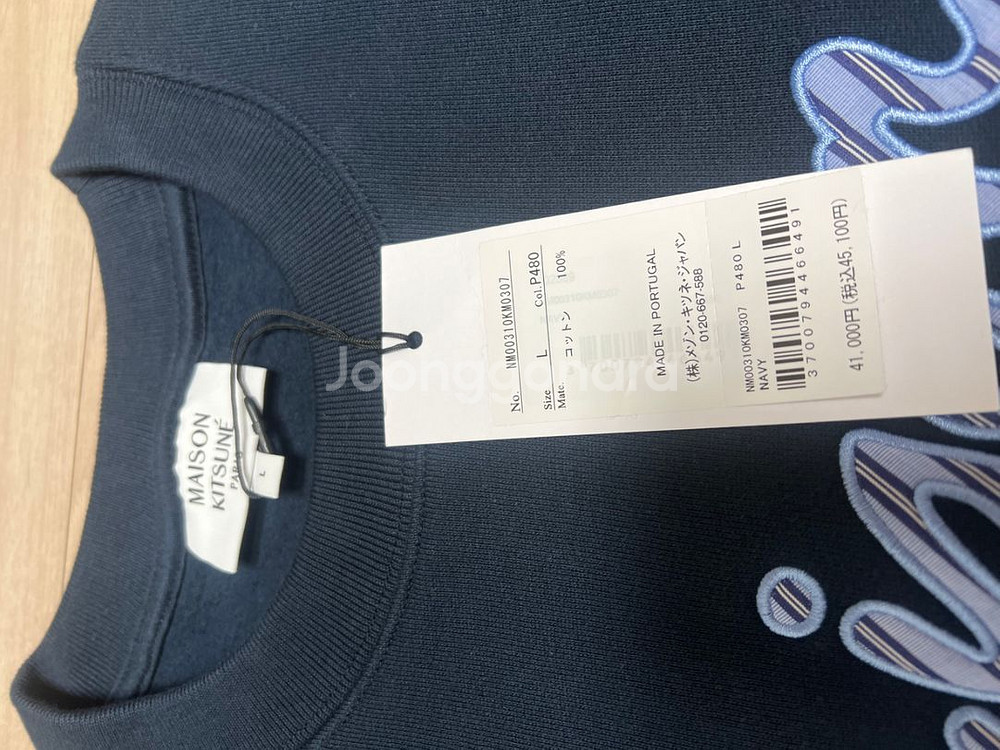 MAISON
KITSUNÉ
PARIS
L
No. NM00310KM0307
Size L Col. P480
Mate. コットン 100%
MADE IN PORTUGAL
(株)メゾン・キツネ・ジャパン
0120-667-588
NM00310KM0307 P480 L
NAVY
3700794466491
41,000円(税込45,100円)
Joonggonara